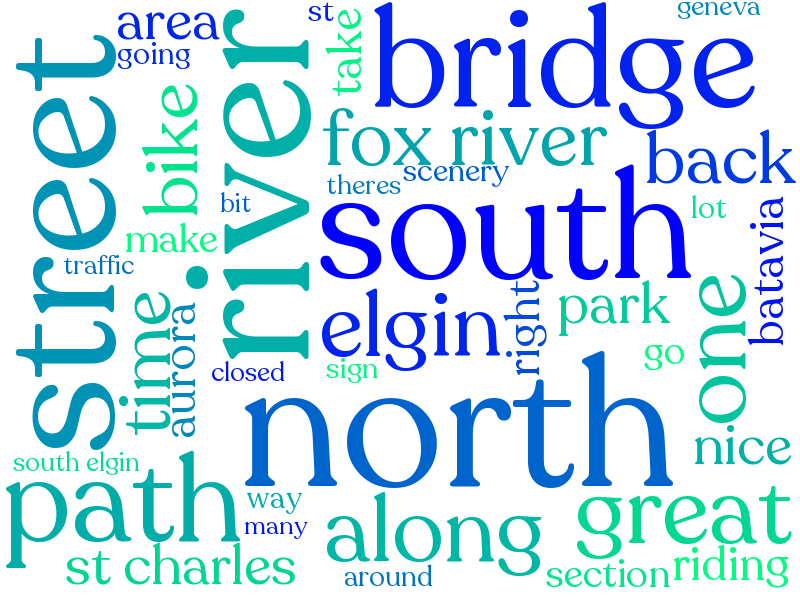 st
geneva
area
take
bridge
going
street
river
bike
fox river
back
scenery
theres
bit
south
lot
batavia
make
traffic
time
aurora
elgin
right
park
one
go
closed
sign
north
nice
south elgin
path
way
many
along
great
st charles
around
section
riding